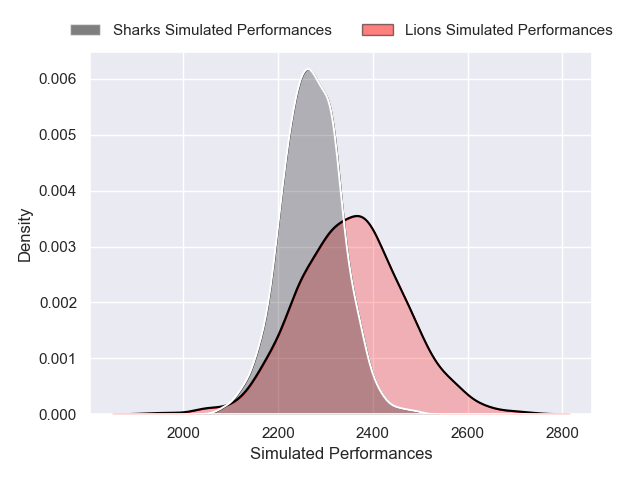 Sharks Simulated Performances
Lions Simulated Performances
0.006
0.005
0.004
0.003
0.002
0.001
0.000
Density
2000 2200 2400 2600 2800
Simulated Performances